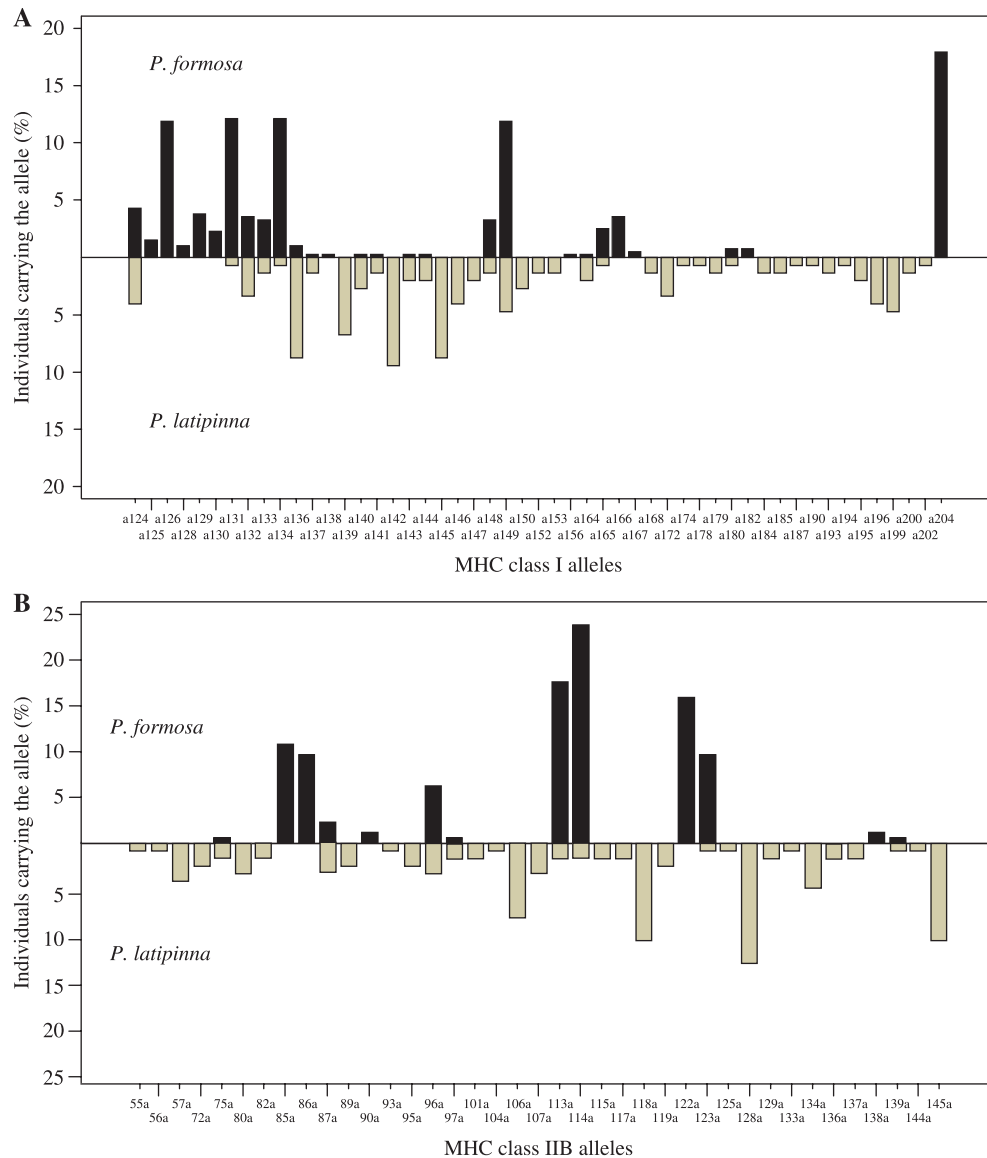 A
20
15
10
5
5
10
15
20
Individuals carrying the allele (%)
P. formosa
P. latipinna
a124 a126 a129 a131 a133 a136 a138 a140 a142 a144 a146 a148 a150 a153 a164 a166 a168 a174 a179 a182 a185 a190 a194 a196 a200 a204
a125 a128 a130 a132 a134 a137 a139 a141 a143 a145 a147 a149 a152 a156 a165 a167 a172 a178 a180 a184 a187 a193 a195 a199 a202
MHC class I alleles
B
25
20
15
10
5
5
10
15
20
25
Individuals carrying the allele (%)
P. formosa
P. latipinna
55a 57a 75a 82a 86a 89a 93a 96a 101a 106a 113a 115a 118a 122a 125a 129a 134a 137a 139a 145a
56a 72a 80a 85a 87a 90a 95a 97a 104a 107a 114a 117a 119a 123a 128a 133a 136a 138a 144a
MHC class IIB alleles